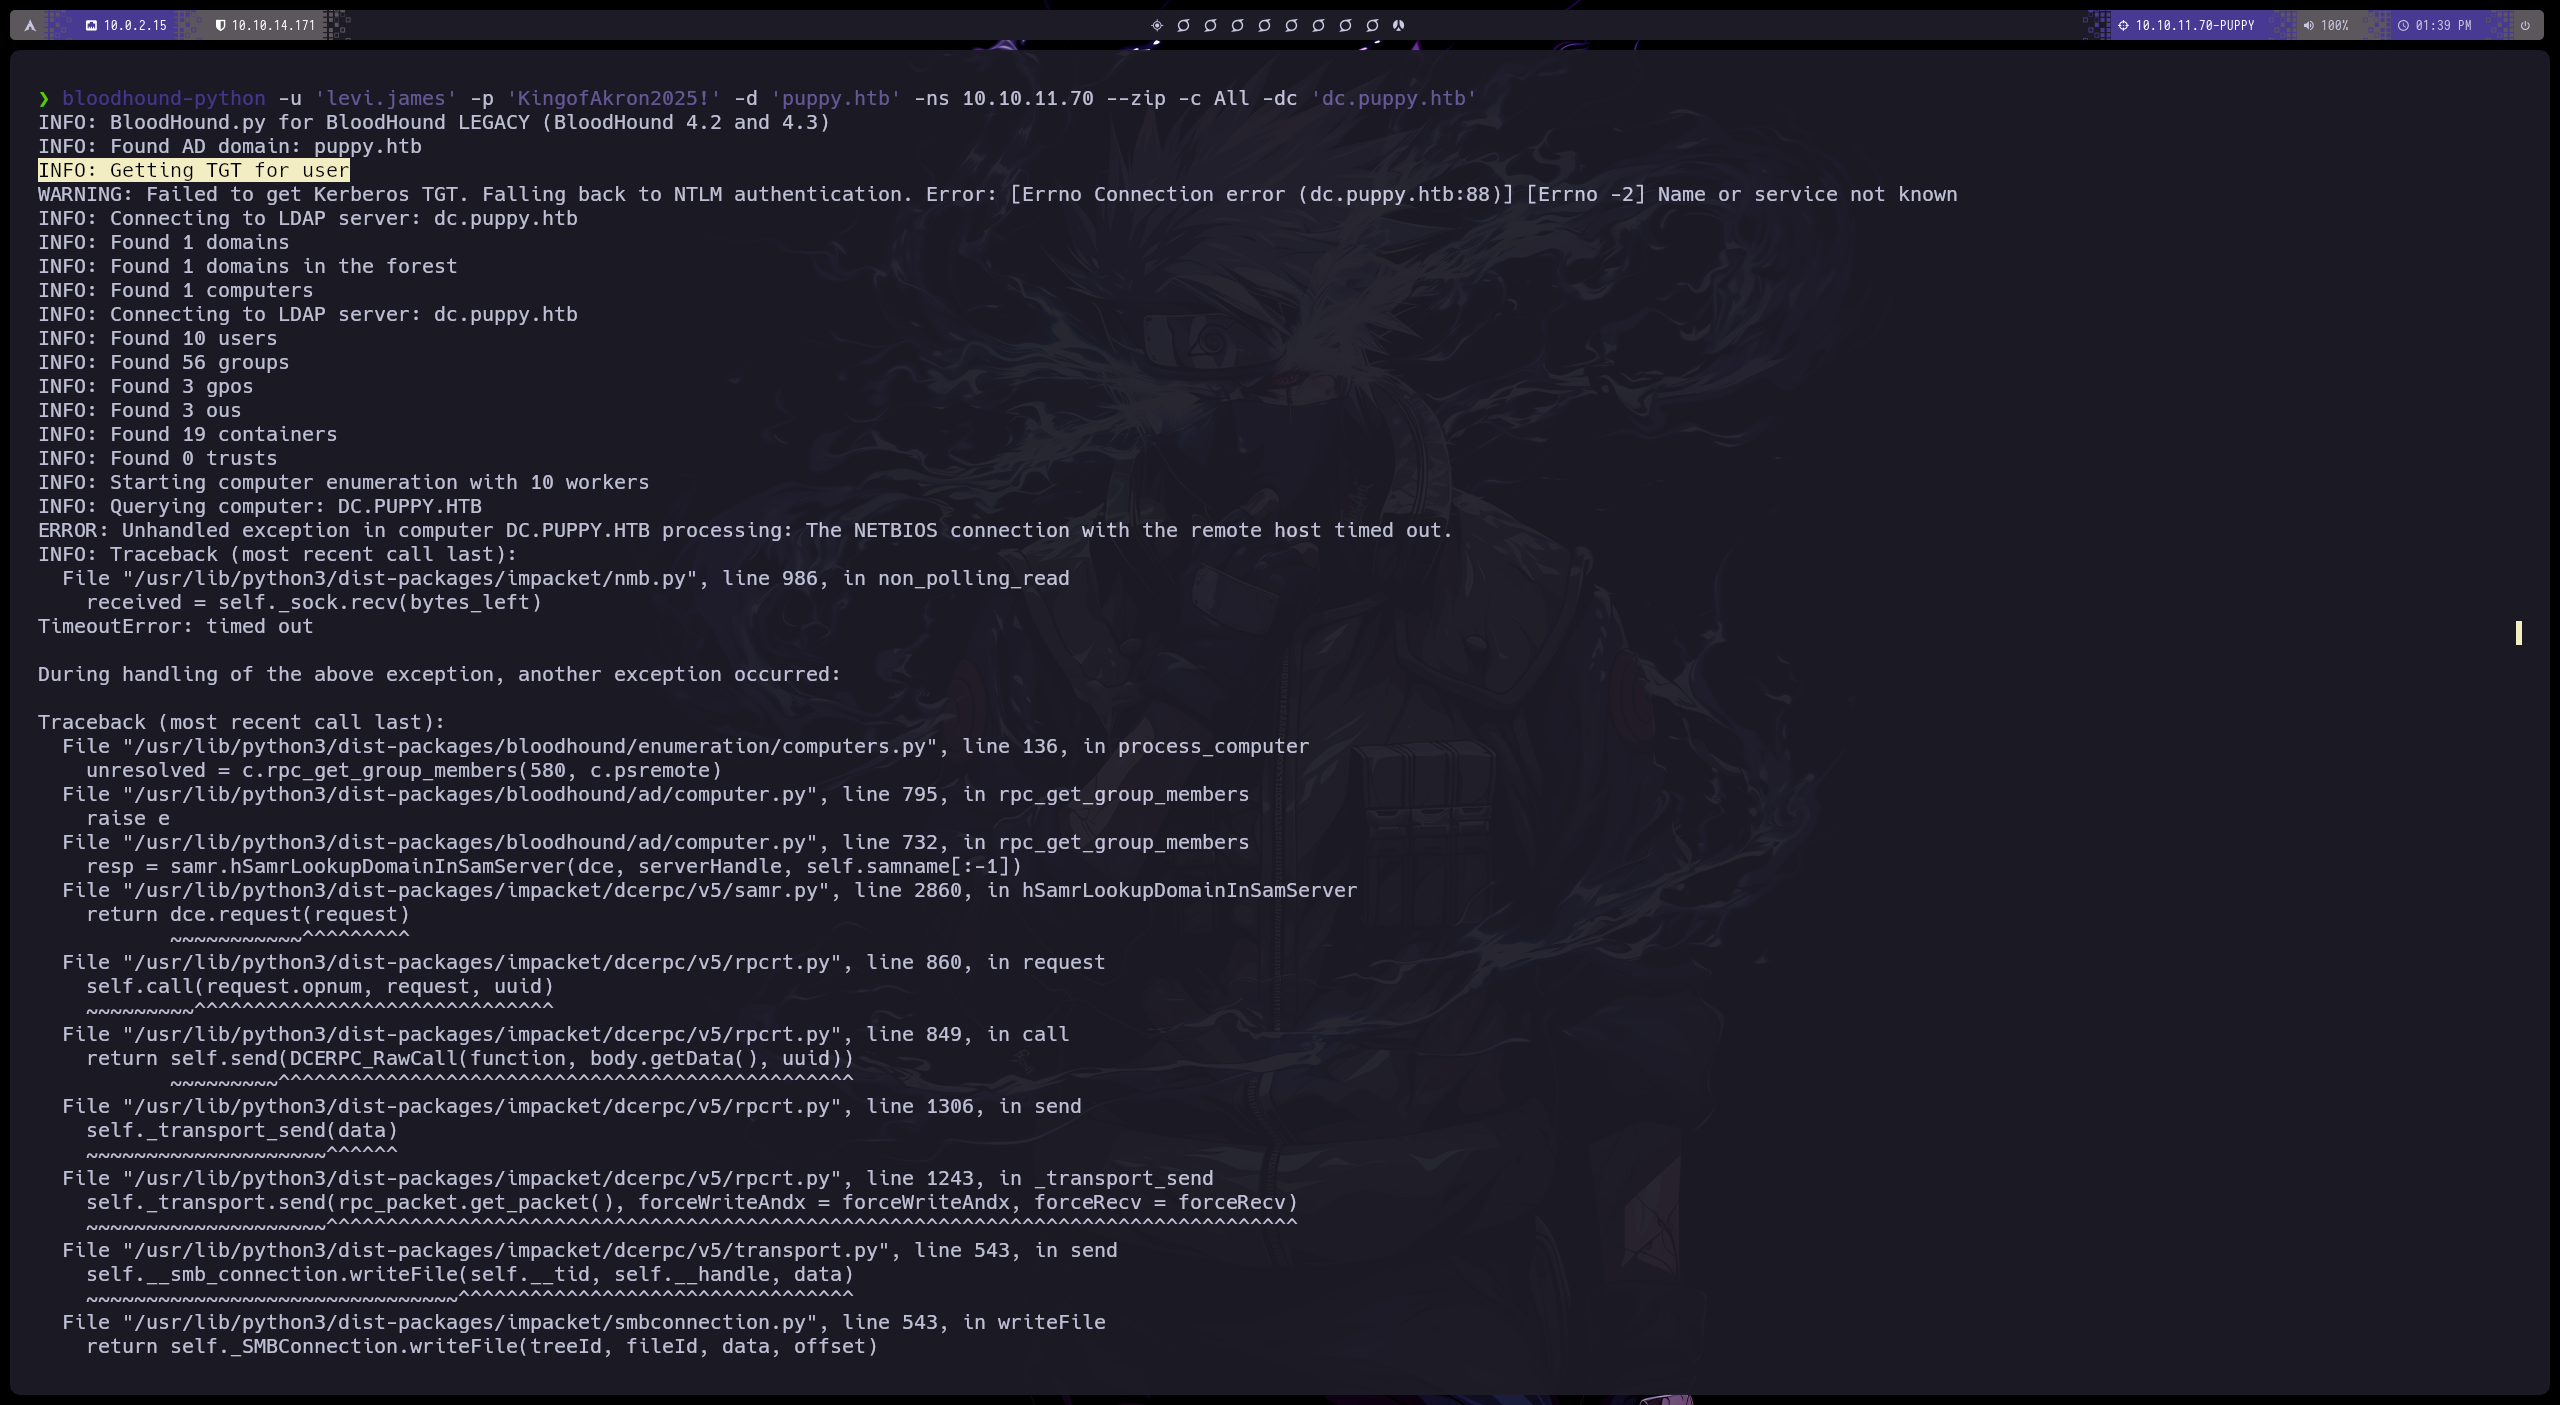 10.0.2.15 10.10.14.171 10.10.11.70-PUPPY 100% 01:39 PM
❯ bloodhound-python -u 'levi.james' -p 'KingofAkron2025!' -d 'puppy.htb' -ns 10.10.11.70 --zip -c All -dc 'dc.puppy.htb'
INFO: BloodHound.py for BloodHound LEGACY (BloodHound 4.2 and 4.3)
INFO: Found AD domain: puppy.htb
INFO: Getting TGT for user
WARNING: Failed to get Kerberos TGT. Falling back to NTLM authentication. Error: [Errno Connection error (dc.puppy.htb:88)] [Errno -2] Name or service not known
INFO: Connecting to LDAP server: dc.puppy.htb
INFO: Found 1 domains
INFO: Found 1 domains in the forest
INFO: Found 1 computers
INFO: Connecting to LDAP server: dc.puppy.htb
INFO: Found 10 users
INFO: Found 56 groups
INFO: Found 3 gpos
INFO: Found 3 ous
INFO: Found 19 containers
INFO: Found 0 trusts
INFO: Starting computer enumeration with 10 workers
INFO: Querying computer: DC.PUPPY.HTB
ERROR: Unhandled exception in computer DC.PUPPY.HTB processing: The NETBIOS connection with the remote host timed out.
INFO: Traceback (most recent call last):
  File "/usr/lib/python3/dist-packages/impacket/nmb.py", line 986, in non_polling_read
    received = self._sock.recv(bytes_left)
TimeoutError: timed out

During handling of the above exception, another exception occurred:

Traceback (most recent call last):
  File "/usr/lib/python3/dist-packages/bloodhound/enumeration/computers.py", line 136, in process_computer
    unresolved = c.rpc_get_group_members(580, c.psremote)
  File "/usr/lib/python3/dist-packages/bloodhound/ad/computer.py", line 795, in rpc_get_group_members
    raise e
  File "/usr/lib/python3/dist-packages/bloodhound/ad/computer.py", line 732, in rpc_get_group_members
    resp = samr.hSamrLookupDomainInSamServer(dce, serverHandle, self.samname[:-1])
  File "/usr/lib/python3/dist-packages/impacket/dcerpc/v5/samr.py", line 2860, in hSamrLookupDomainInSamServer
    return dce.request(request)
           ~~~~~~~~~~~^^^^^^^^^
  File "/usr/lib/python3/dist-packages/impacket/dcerpc/v5/rpcrt.py", line 860, in request
    self.call(request.opnum, request, uuid)
    ~~~~~~~~~^^^^^^^^^^^^^^^^^^^^^^^^^^^^^^
  File "/usr/lib/python3/dist-packages/impacket/dcerpc/v5/rpcrt.py", line 849, in call
    return self.send(DCERPC_RawCall(function, body.getData(), uuid))
           ~~~~~~~~~^^^^^^^^^^^^^^^^^^^^^^^^^^^^^^^^^^^^^^^^^^^^^^^^
  File "/usr/lib/python3/dist-packages/impacket/dcerpc/v5/rpcrt.py", line 1306, in send
    self._transport_send(data)
    ~~~~~~~~~~~~~~~~~~~~^^^^^^
  File "/usr/lib/python3/dist-packages/impacket/dcerpc/v5/rpcrt.py", line 1243, in _transport_send
    self._transport.send(rpc_packet.get_packet(), forceWriteAndx = forceWriteAndx, forceRecv = forceRecv)
    ~~~~~~~~~~~~~~~~~~~~^^^^^^^^^^^^^^^^^^^^^^^^^^^^^^^^^^^^^^^^^^^^^^^^^^^^^^^^^^^^^^^^^
  File "/usr/lib/python3/dist-packages/impacket/dcerpc/v5/transport.py", line 543, in send
    self.__smb_connection.writeFile(self.__tid, self.__handle, data)
    ~~~~~~~~~~~~~~~~~~~~~~~~~~~~~~~^^^^^^^^^^^^^^^^^^^^^^^^^^^^^^^^^
  File "/usr/lib/python3/dist-packages/impacket/smbconnection.py", line 543, in writeFile
    return self._SMBConnection.writeFile(treeId, fileId, data, offset)